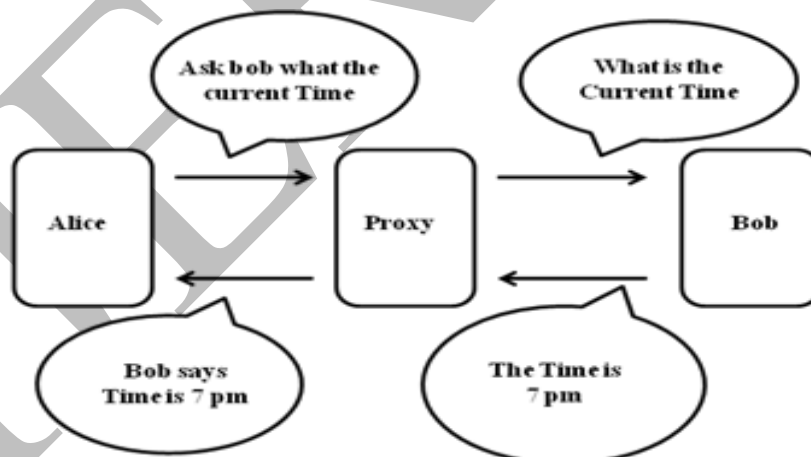 Ask bob what the
current Time
What is the
Current Time
Alice
Proxy
Bob
Bob says
Time is 7 pm
The Time is
7 pm